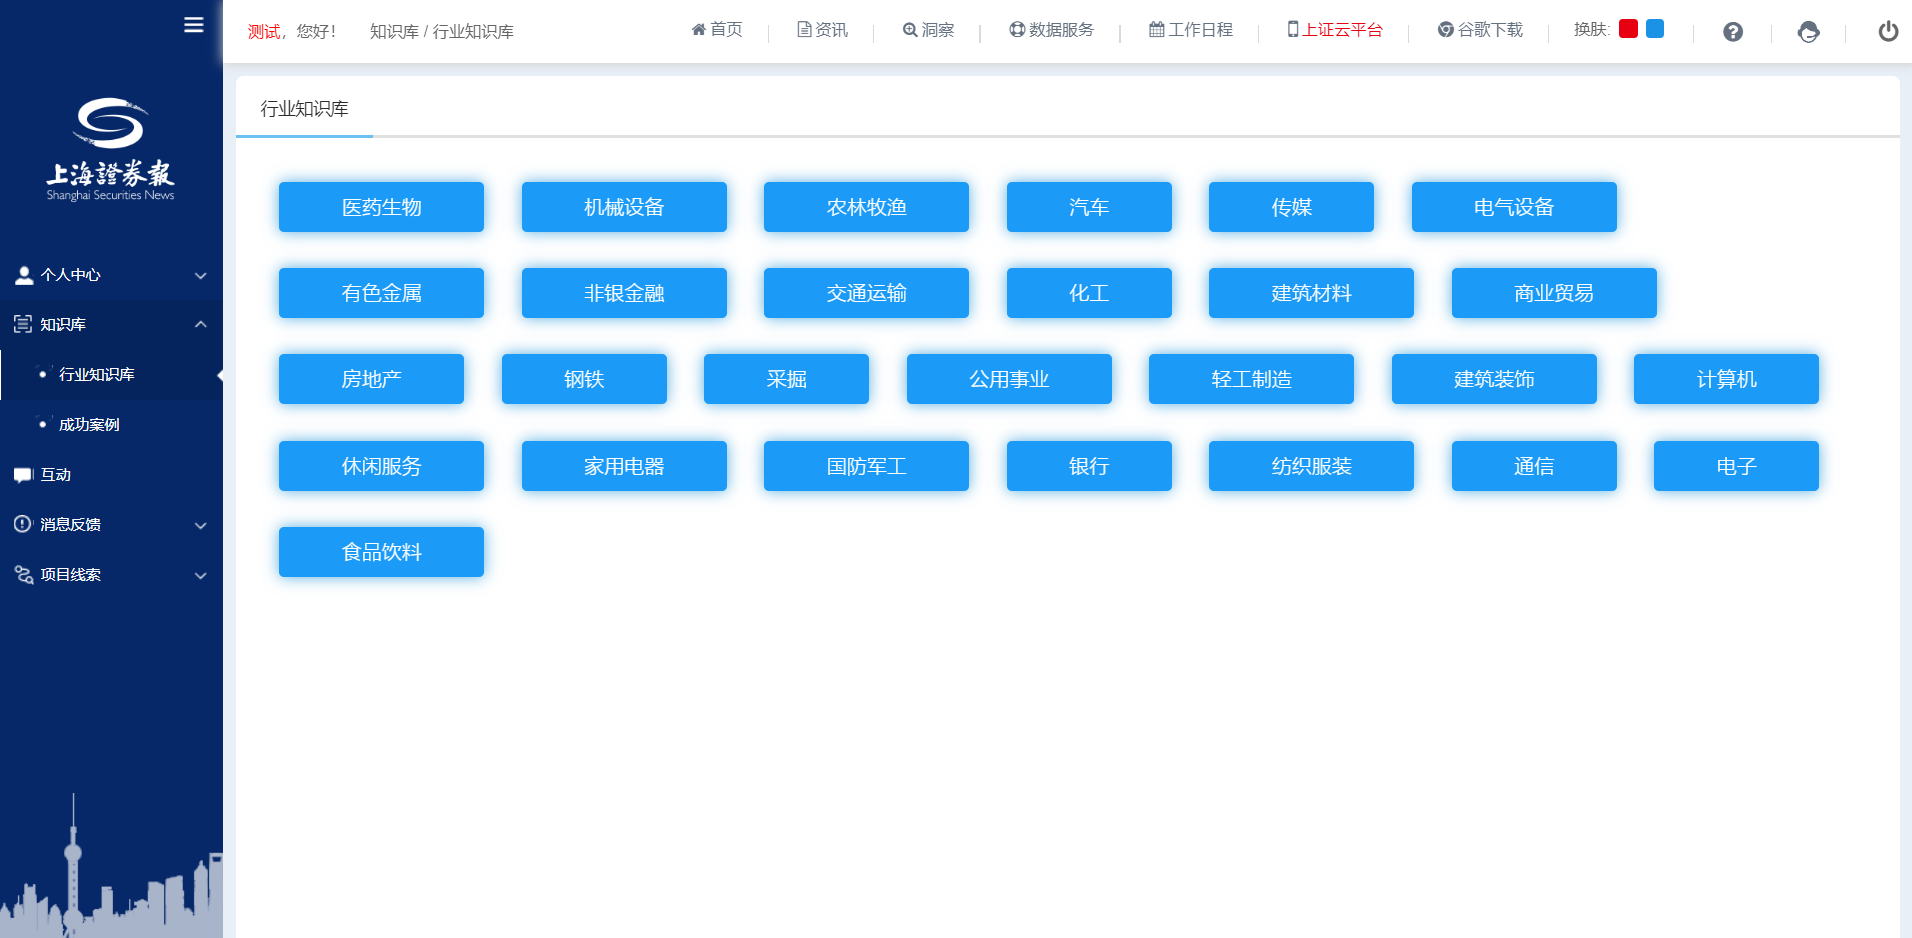 测试，您好！ 知识库 / 行业知识库 首页 资讯 洞察 数据服务 工作日程 上证云平台 谷歌下载 换肤:
上海證券報
Shanghai Securities News
个人中心
知识库
行业知识库
成功案例
互动
消息反馈
项目线索
行业知识库
医药生物 机械设备 农林牧渔 汽车 传媒 电气设备
有色金属 非银金融 交通运输 化工 建筑材料 商业贸易
房地产 钢铁 采掘 公用事业 轻工制造 建筑装饰 计算机
休闲服务 家用电器 国防军工 银行 纺织服装 通信 电子
食品饮料